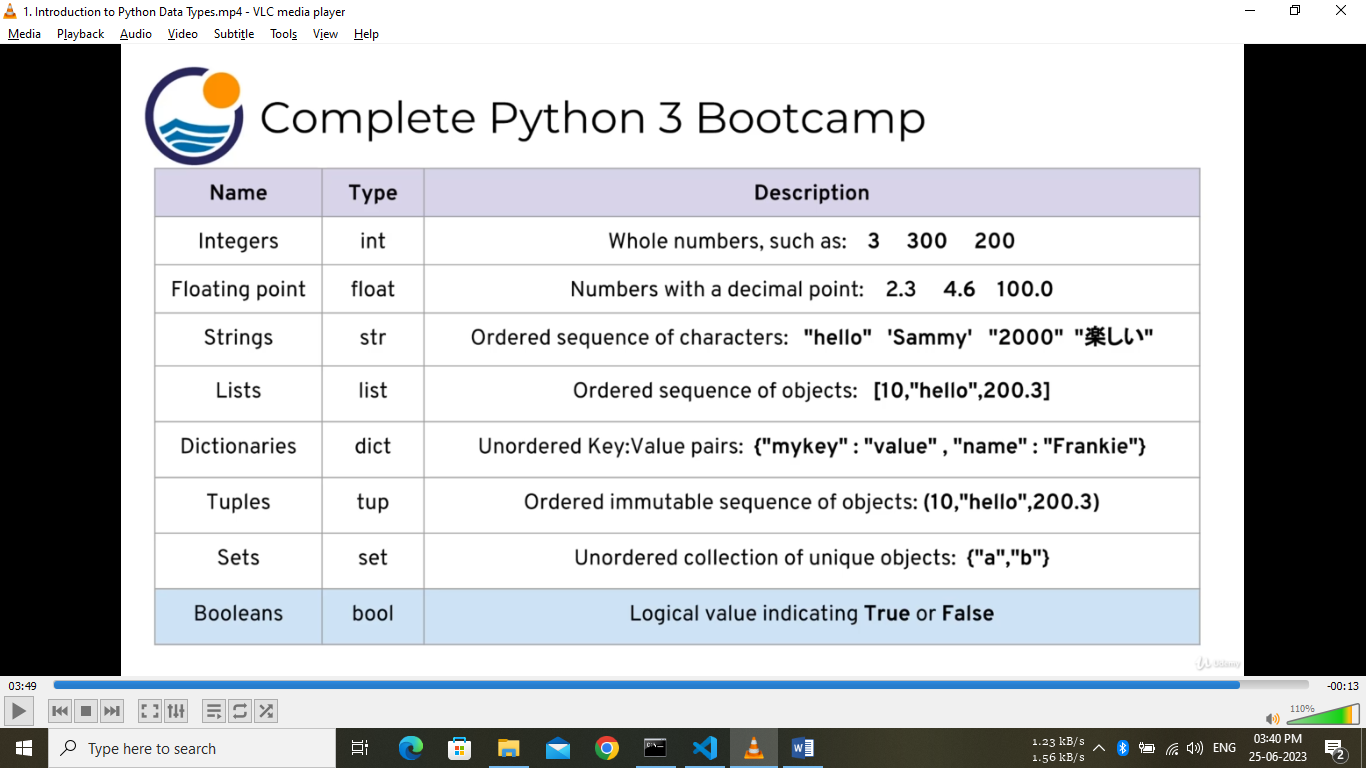 1. Introduction to Python Data Types.mp4 - VLC media player
Media Playback Audio Video Subtitle Tools View Help
Complete Python 3 Bootcamp
Name Type Description
Integers int Whole numbers, such as: 3 300 200
Floating point float Numbers with a decimal point: 2.3 4.6 100.0
Strings str Ordered sequence of characters: "hello" 'Sammy' "2000" "楽しい"
Lists list Ordered sequence of objects: [10,"hello",200.3]
Dictionaries dict Unordered Key:Value pairs: {"mykey" : "value" , "name" : "Frankie"}
Tuples tup Ordered immutable sequence of objects: (10,"hello",200.3)
Sets set Unordered collection of unique objects: {"a","b"}
Booleans bool Logical value indicating True or False
Udemy
03:49 -00:13
110%
Type here to search
1.23 kB/s
1.56 kB/s
ENG
03:40 PM
25-06-2023
2